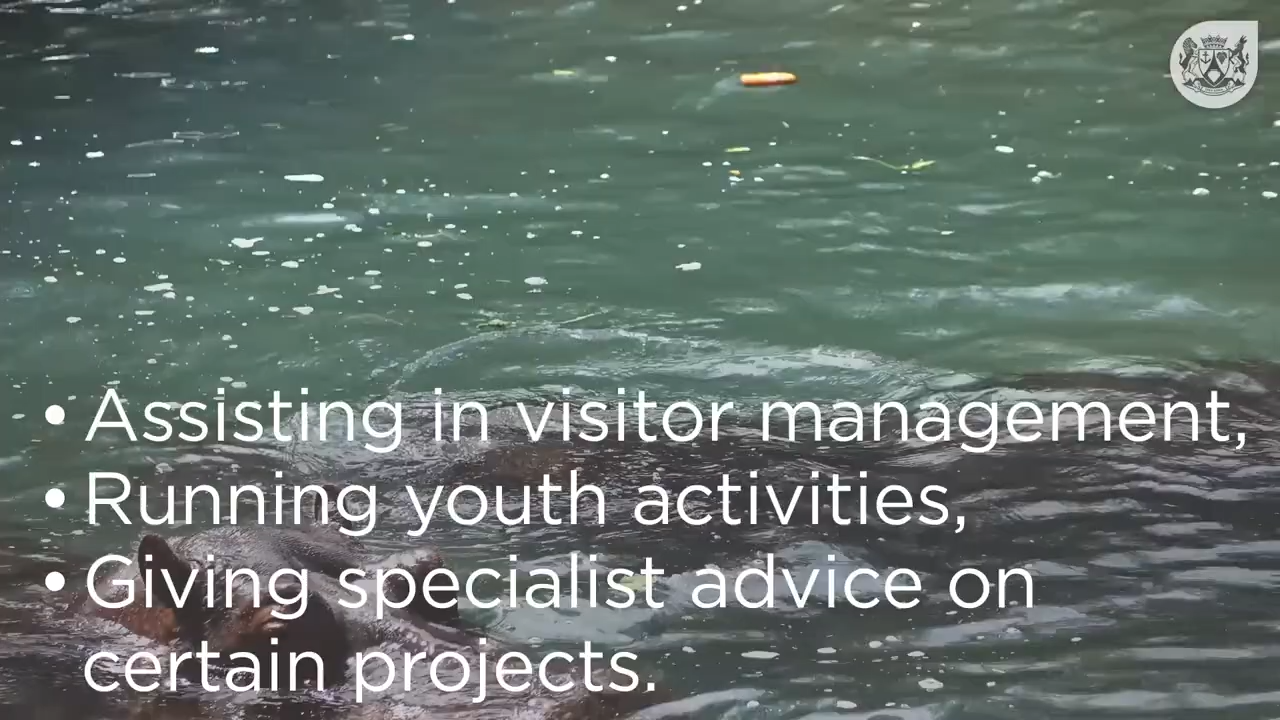 • Assisting in visitor management,
• Running youth activities,
• Giving specialist advice on
certain projects.